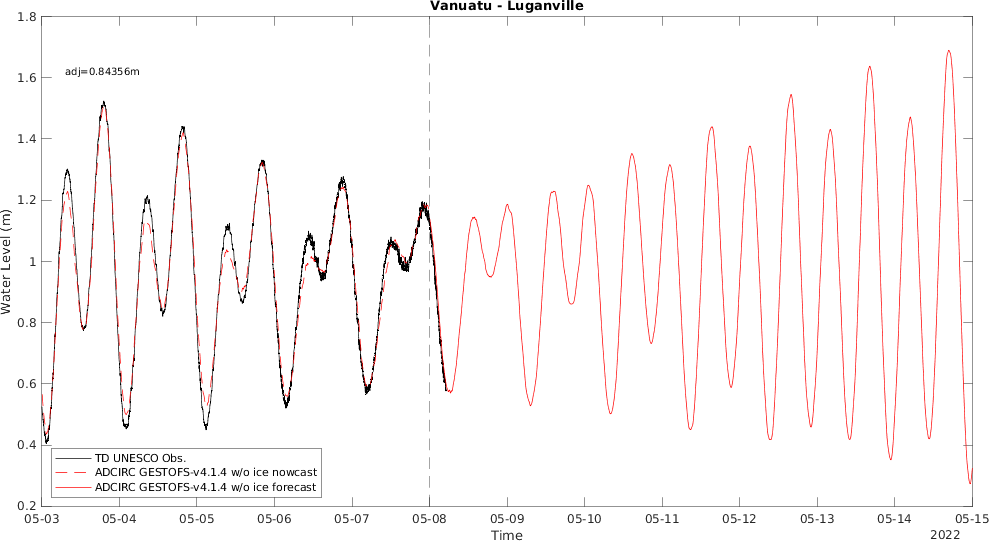 Vanuatu - Luganville
1.8
1.6
1.4
1.2
1
0.8
0.6
0.4
0.2
Water Level (m)
adj=0.84356m
TD UNESCO Obs.
ADCIRC GESTOFS-v4.1.4 w/o ice nowcast
ADCIRC GESTOFS-v4.1.4 w/o ice forecast
05-03 05-04 05-05 05-06 05-07 05-08 05-09 05-10 05-11 05-12 05-13 05-14 05-15
Time
2022